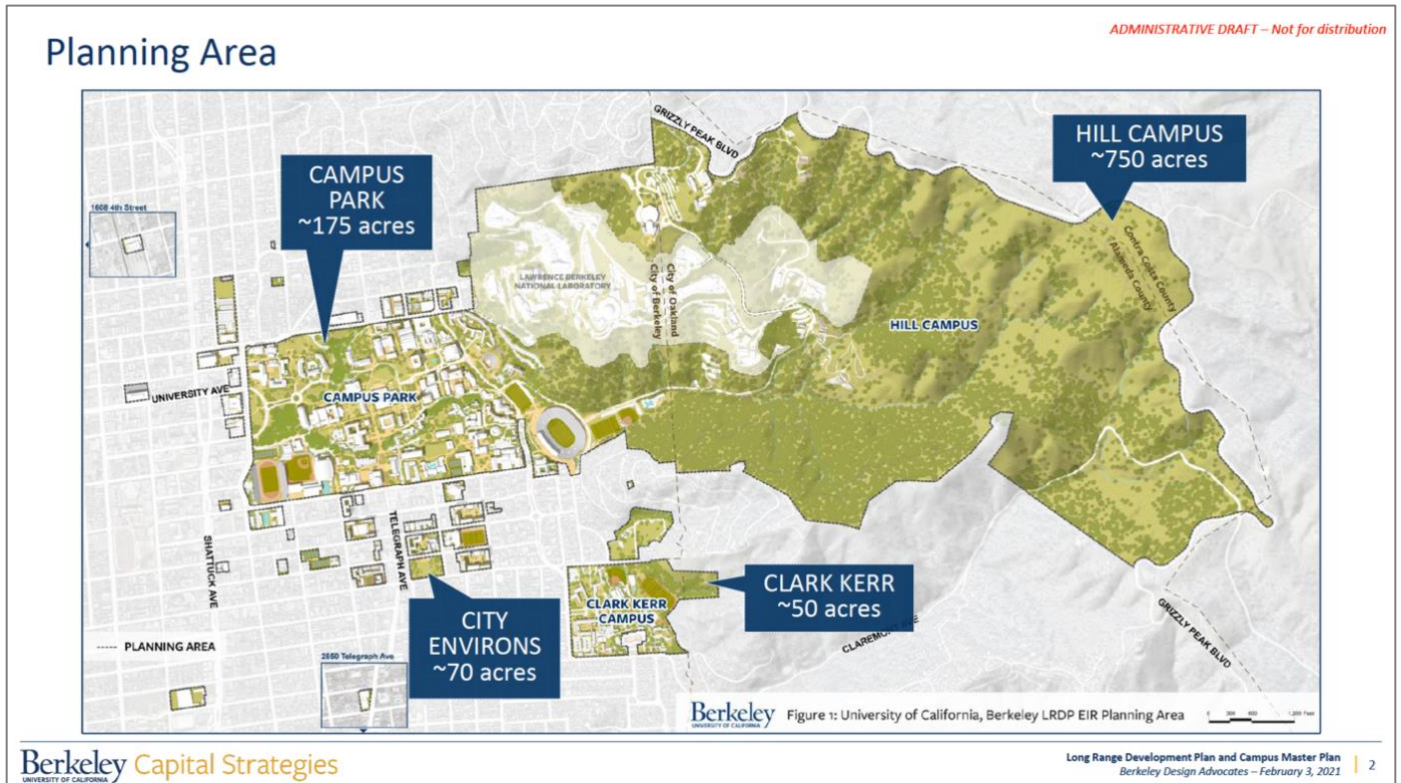 ADMINISTRATIVE DRAFT – Not for distribution
Planning Area
GRIZZLY PEAK BLVD
HILL CAMPUS
~750 acres
CAMPUS
PARK
~175 acres
1608 4th Street
Contra Costa County
Alameda County
LAWRENCE BERKELEY
NATIONAL LABORATORY
City of Oakland
City of Berkeley
HILL CAMPUS
UNIVERSITY AVE
CAMPUS PARK
SHATTUCK AVE
TELEGRAPH AVE
CLARK KERR
~50 acres
CLARK KERR
CAMPUS
CITY
ENVIRONS
~70 acres
CLAREMONT AVE
GRIZZLY PEAK BLVD
----- PLANNING AREA
2850 Telegraph Ave
Berkeley
UNIVERSITY OF CALIFORNIA
Figure 1: University of California, Berkeley LRDP EIR Planning Area
Berkeley Capital Strategies
UNIVERSITY OF CALIFORNIA
Long Range Development Plan and Campus Master Plan
Berkeley Design Advocates – February 3, 2021
2